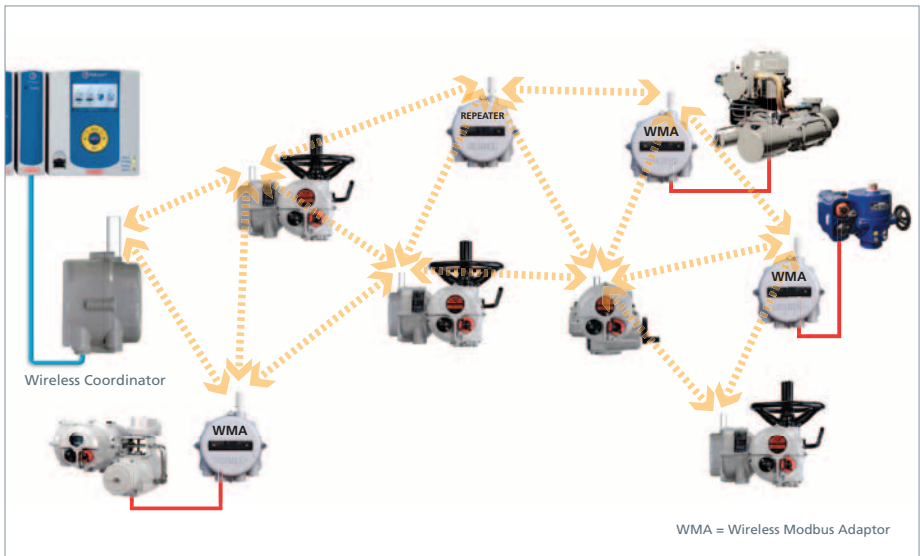 REPEATER
WMA
WMA
Wireless Coordinator
WMA
WMA = Wireless Modbus Adaptor